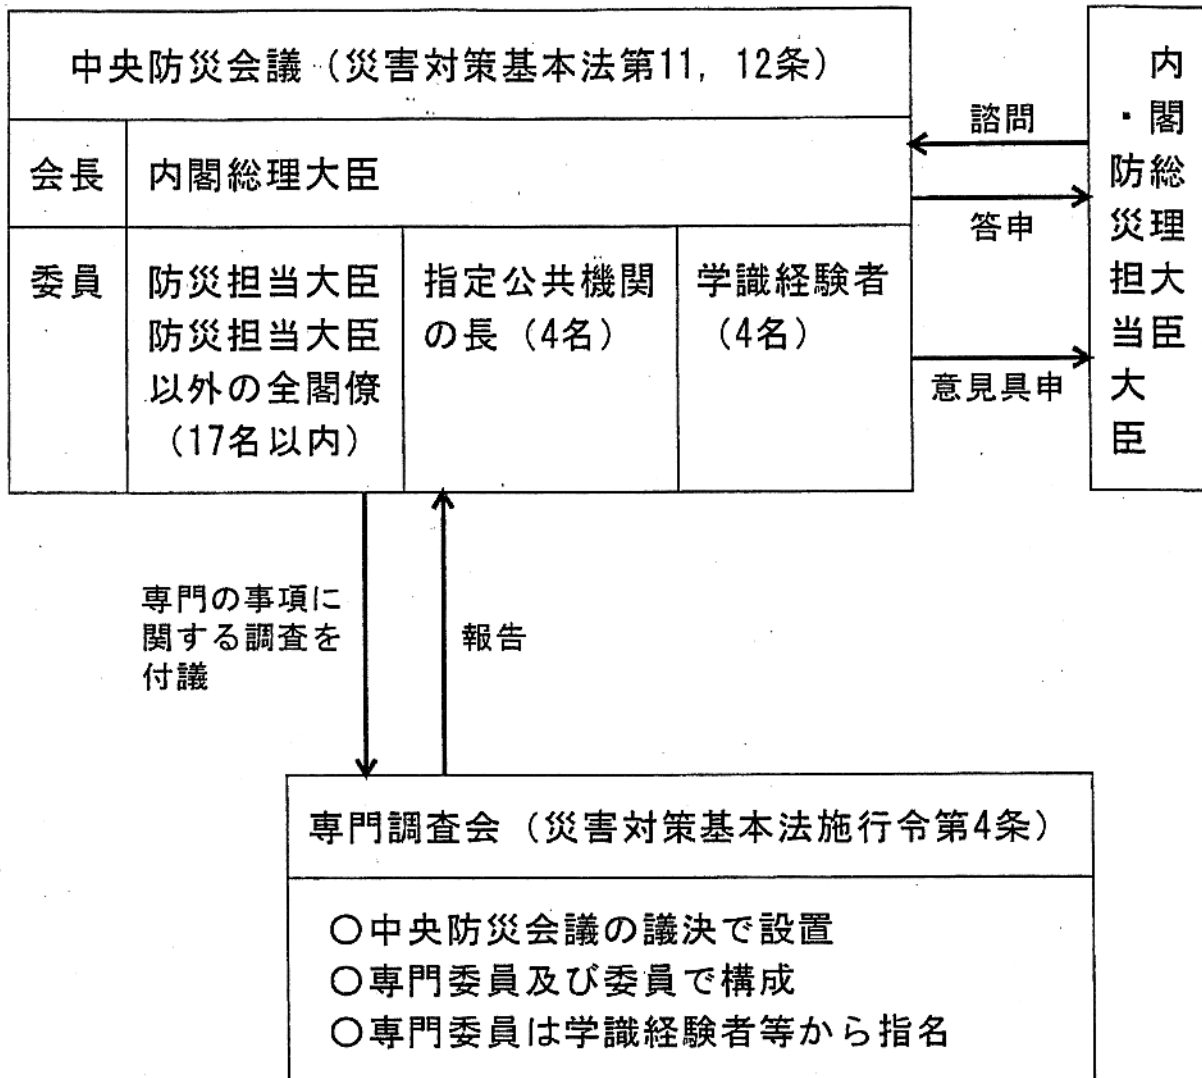 中央防災会議（災害対策基本法第11，12条）
会長
内閣総理大臣
委員
防災担当大臣
防災担当大臣
以外の全閣僚
（17名以内）
指定公共機関
の長（4名）
学識経験者
（4名）
諮問
答申
意見具申
内閣総理大臣
・防災担当大臣
専門の事項に
関する調査を
付議
報告
専門調査会（災害対策基本法施行令第4条）
○中央防災会議の議決で設置
○専門委員及び委員で構成
○専門委員は学識経験者等から指名